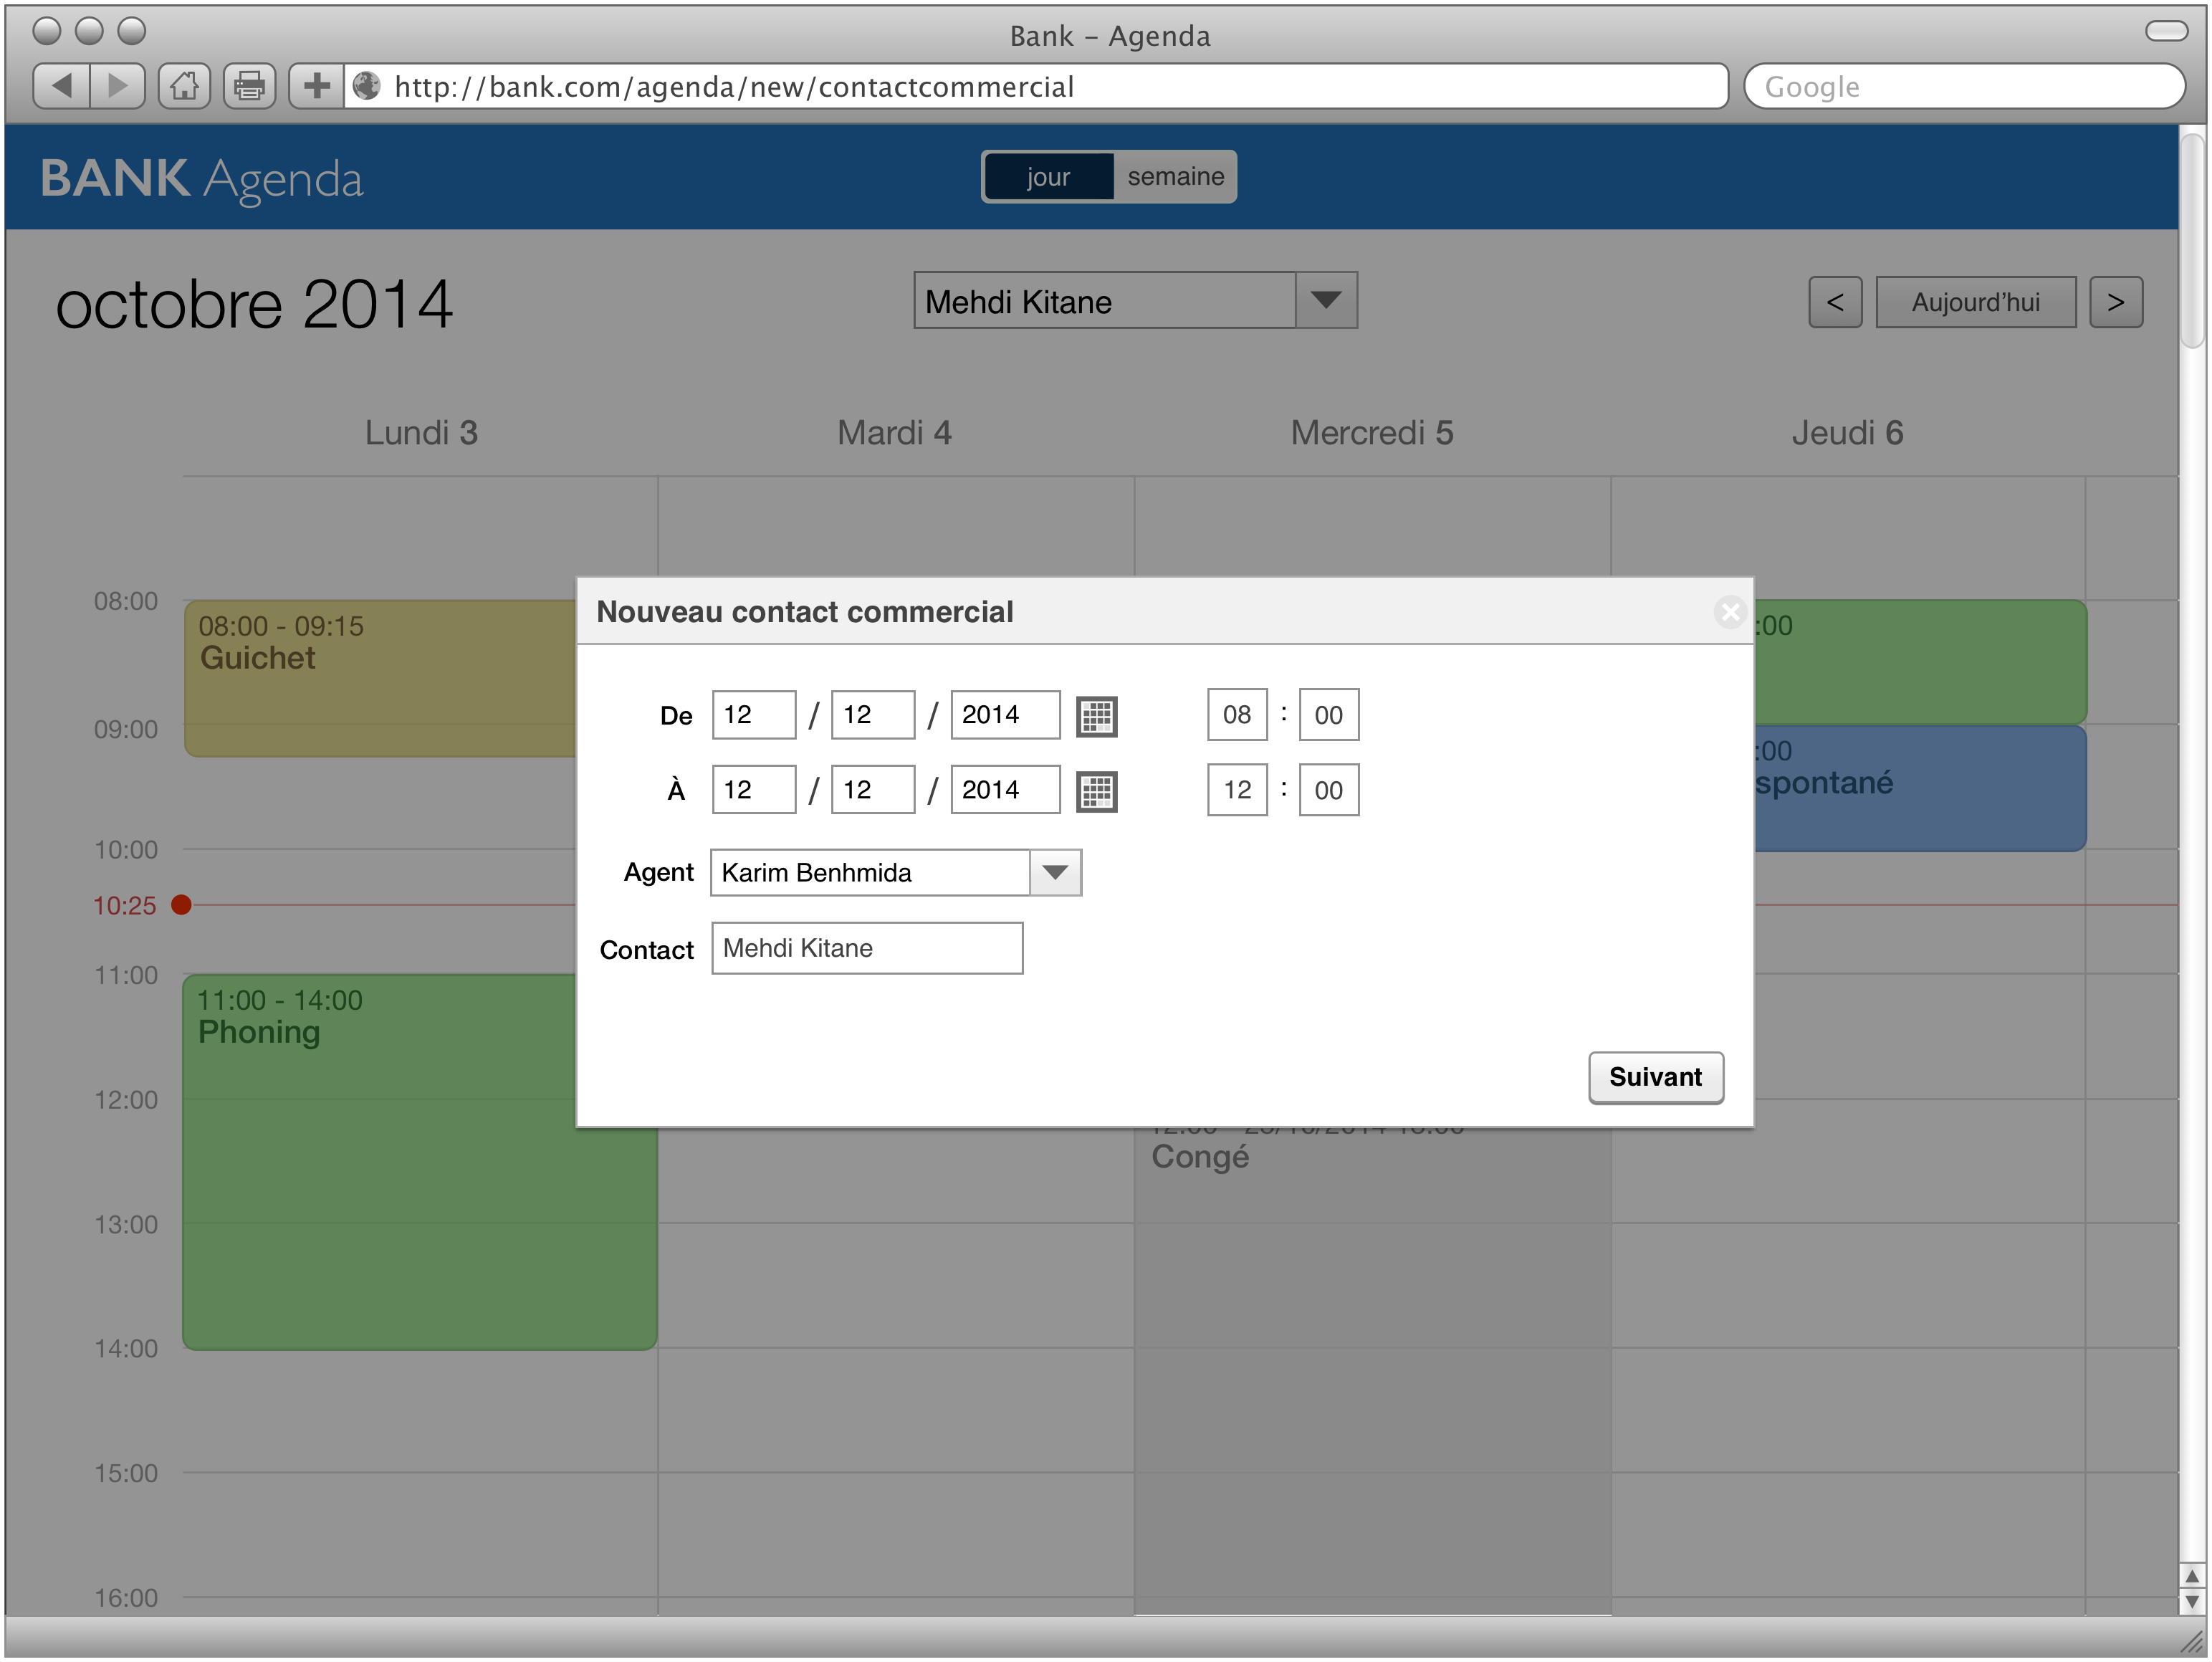 Bank – Agenda
http://bank.com/agenda/new/contactcommercial
Google
BANK Agenda
jour
semaine
octobre 2014
Mehdi Kitane
<
Aujourd'hui
>
Lundi 3
Mardi 4
Mercredi 5
Jeudi 6
08:00
09:00
10:00
10:25
11:00
12:00
13:00
14:00
15:00
16:00
08:00 - 09:15
Guichet
11:00 - 14:00
Phoning
Nouveau contact commercial
De 12 / 12 / 2014 08 : 00
À 12 / 12 / 2014 12 : 00
Agent Karim Benhmida
Contact Mehdi Kitane
Suivant
Congé
:00
:00
spontané